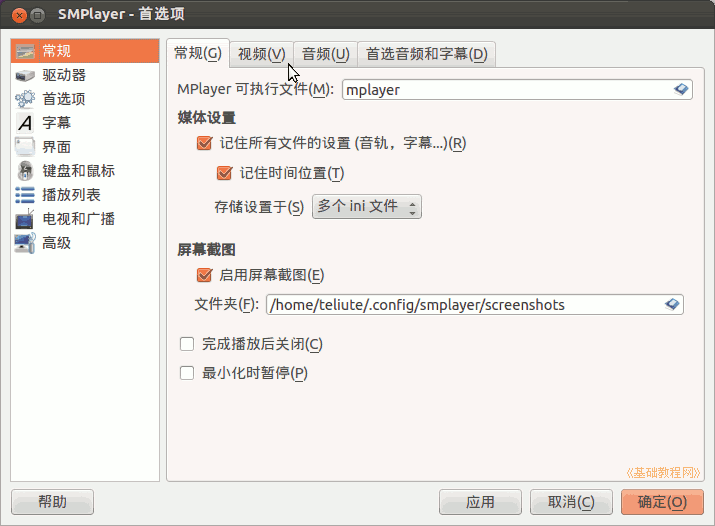 SMPlayer - 首选项
常规
驱动器
首选项
字幕
界面
键盘和鼠标
播放列表
电视和广播
高级
常规(G) 视频(V) 音频(U) 首选音频和字幕(D)
MPlayer 可执行文件(M): mplayer
媒体设置
记住所有文件的设置 (音轨，字幕...)(R)
记住时间位置(T)
存储设置于(S) 多个 ini 文件
屏幕截图
启用屏幕截图(E)
文件夹(F): /home/teliute/.config/smplayer/screenshots
完成播放后关闭(C)
最小化时暂停(P)
《基础教程网》
帮助 应用 取消(C) 确定(O)